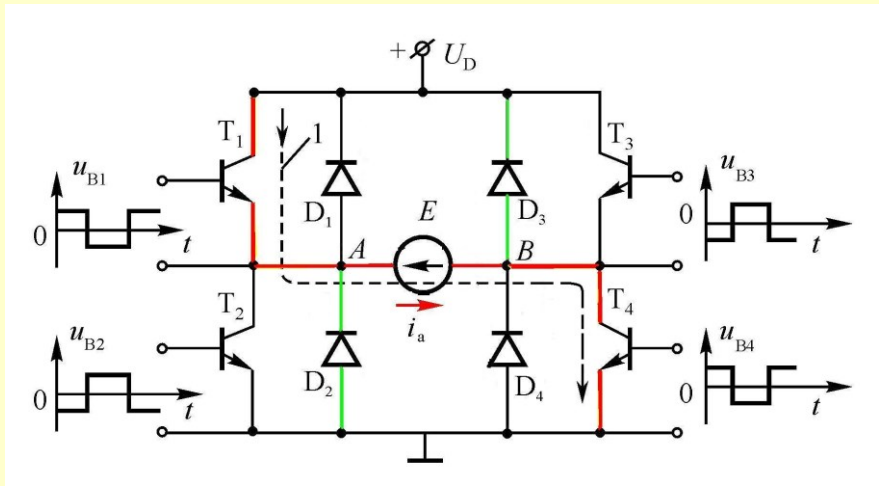 + U_D
T_1
1
T_3
u_B1
0
t
D_1
E
D_3
u_B3
0
t
A
B
T_2
i_a
T_4
u_B2
0
t
D_2
D_4
u_B4
0
t